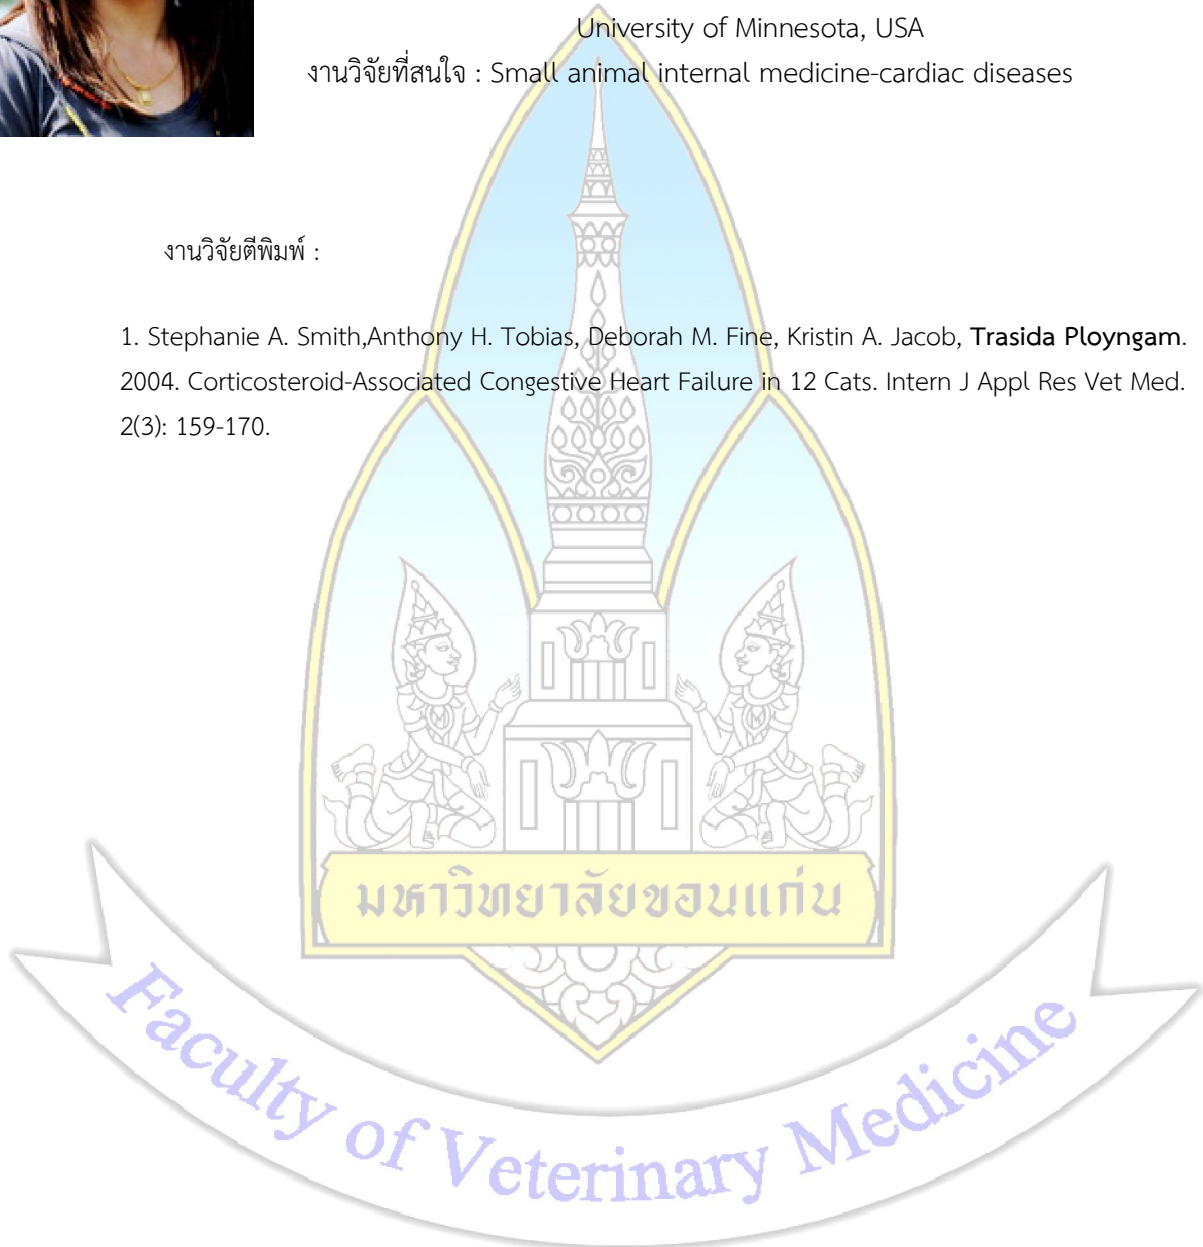 University of Minnesota, USA
งานวิจัยที่สนใจ : Small animal internal medicine-cardiac diseases
งานวิจัยตีพิมพ์ :
1. Stephanie A. Smith,Anthony H. Tobias, Deborah M. Fine, Kristin A. Jacob, Trasida Ployngam.
2004. Corticosteroid-Associated Congestive Heart Failure in 12 Cats. Intern J Appl Res Vet Med.
2(3): 159-170.
มหาวิทยาลัยขอนแก่น
Faculty of Veterinary Medicine